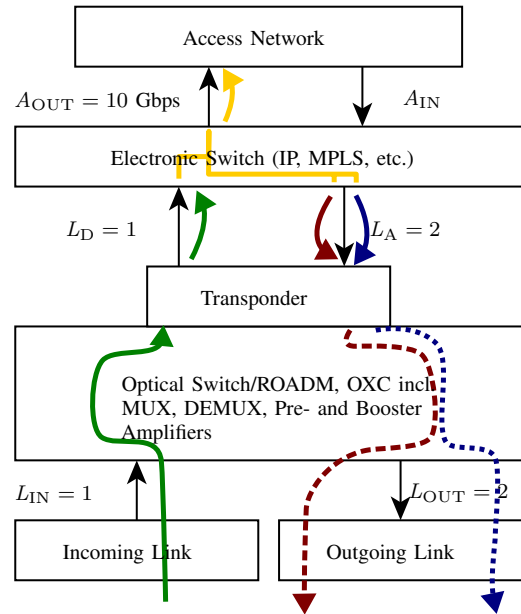 Access Network
A_OUT = 10 Gbps
A_IN
Electronic Switch (IP, MPLS, etc.)
L_D = 1
L_A = 2
Transponder
Optical Switch/ROADM, OXC incl
MUX, DEMUX, Pre- and Booster
Amplifiers
L_IN = 1
L_OUT = 2
Incoming Link
Outgoing Link